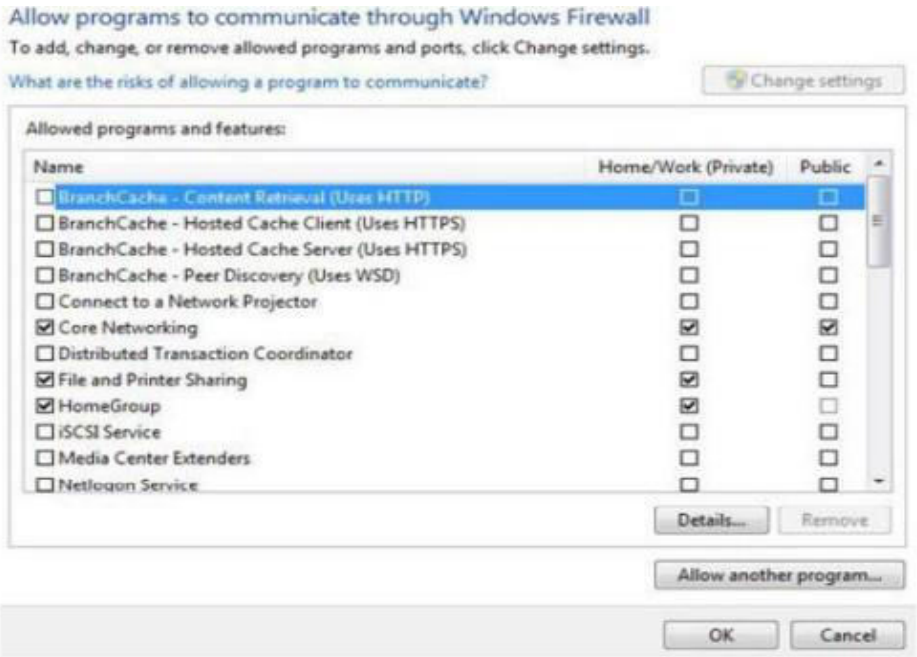 Allow programs to communicate through Windows Firewall
To add, change, or remove allowed programs and ports, click Change settings.
What are the risks of allowing a program to communicate?
Change settings
Allowed programs and features:
Name Home/Work (Private) Public
BranchCache - Content Retrieval (Uses HTTP)
BranchCache - Hosted Cache Client (Uses HTTPS)
BranchCache - Hosted Cache Server (Uses HTTPS)
BranchCache - Peer Discovery (Uses WSD)
Connect to a Network Projector
Core Networking
Distributed Transaction Coordinator
File and Printer Sharing
HomeGroup
iSCSI Service
Media Center Extenders
Netlogon Service
Details... Remove
Allow another program...
OK Cancel